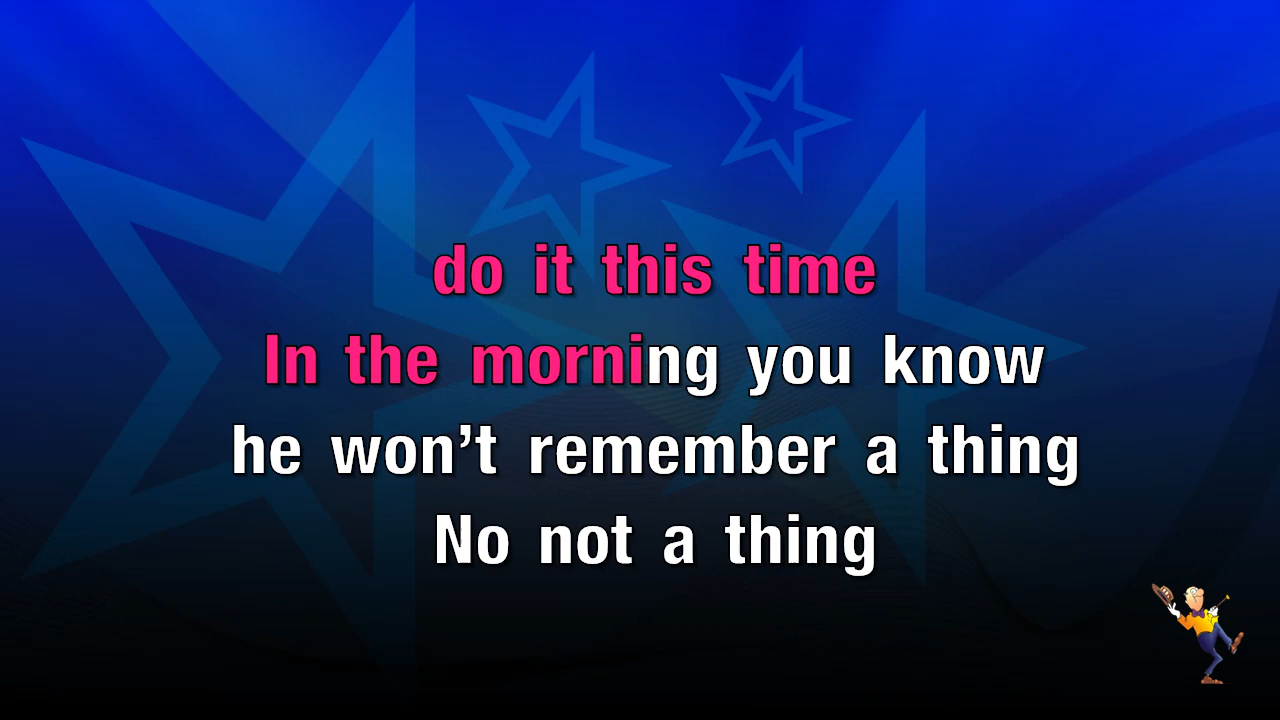 do it this time
In the morning you know
he won’t remember a thing
No not a thing